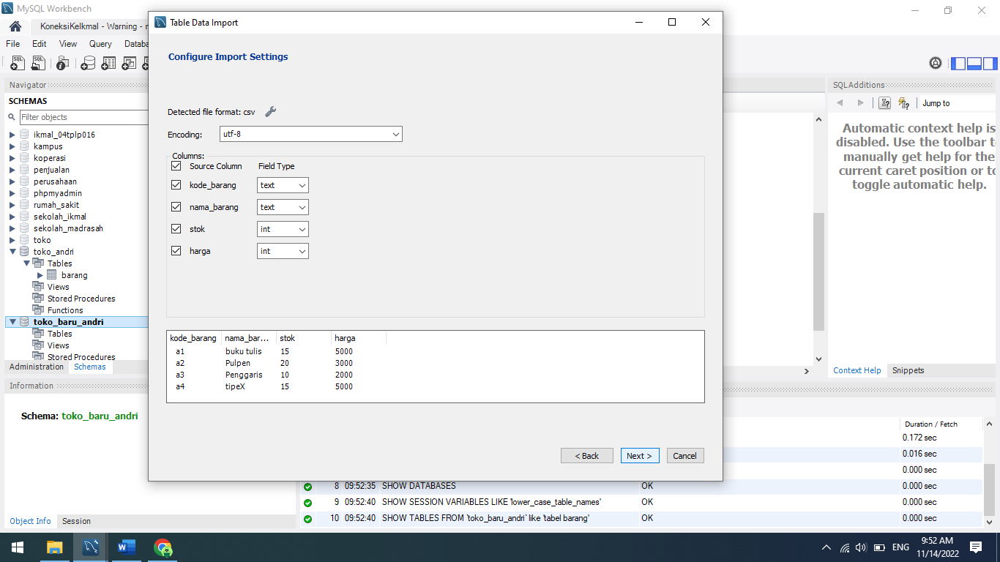 MySQL Workbench
KoneksiKelkmal - Warning -
File Edit View Query
Navigator
SCHEMAS
Filter objects
ikmal_04tplp016
kampus
koperasi
penjualan
perusahaan
phpmyadmin
rumah_sakit
sekolah_ikmal
sekolah_madrasah
toko
toko_andri
Tables
barang
Views
Stored Procedures
Functions
toko_baru_andri
Tables
Views
Stored Procedures
Administration Schemas
Information
Schema: toko_baru_andri
Object Info Session
Table Data Import
Configure Import Settings
Detected file format: csv
Encoding: utf-8
Columns:
Source Column Field Type
kode_barang text
nama_barang text
stok int
harga int
kode_barang nama_bar... stok harga
a1 buku tulis 15 5000
a2 Pulpen 20 3000
a3 Penggaris 10 2000
a4 tipeX 15 5000
< Back Next > Cancel
SQLAdditions
Jump to
Automatic context help is
disabled. Use the toolbar
manually get help for the
current caret position or
toggle automatic help.
Context Help Snippets
Duration / Fetch
0.172 sec
0.016 sec
0.000 sec
8 09:52:35 SHOW DATABASES OK 0.000 sec
9 09:52:40 SHOW SESSION VARIABLES LIKE 'lower_case_table_names' OK 0.000 sec
10 09:52:40 SHOW TABLES FROM `toko_baru_andri` like 'tabel barang' OK 0.000 sec
ENG
9:52 AM
11/14/2022